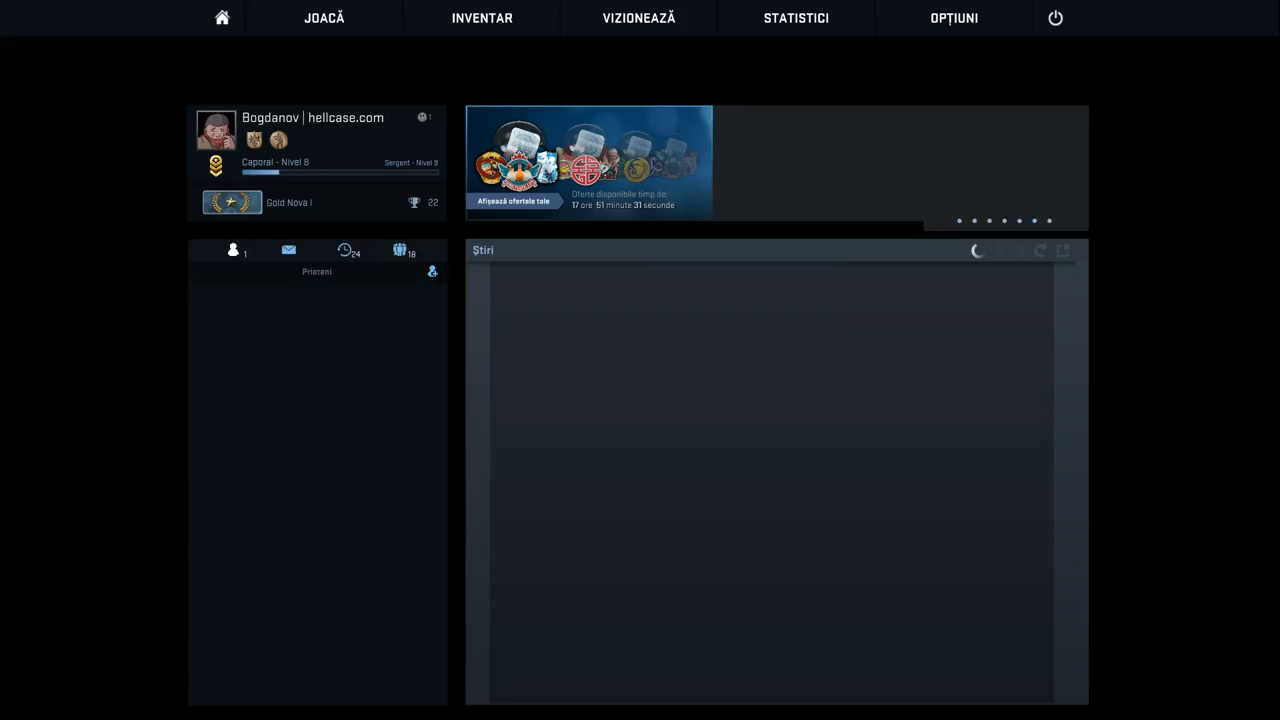 JOACĂ
INVENTAR
VIZIONEAZĂ
STATISTICI
OPȚIUNI
Bogdanov | hellcase.com
1
Caporal - Nivel 8
Sergent - Nivel 9
Gold Nova I
22
Afișează ofertele tale
Oferte disponibile timp de:
17 ore 51 minute 31 secunde
1
24
18
Prieteni
Știri